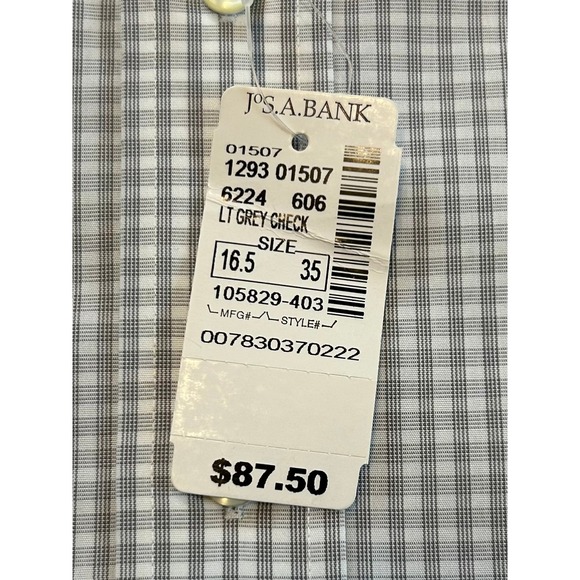 JoS.A.BANK
01507
1293 01507
6224 606
LT GREY CHECK
SIZE
16.5 35
105829-403
MFG# STYLE#
007830370222
$87.50